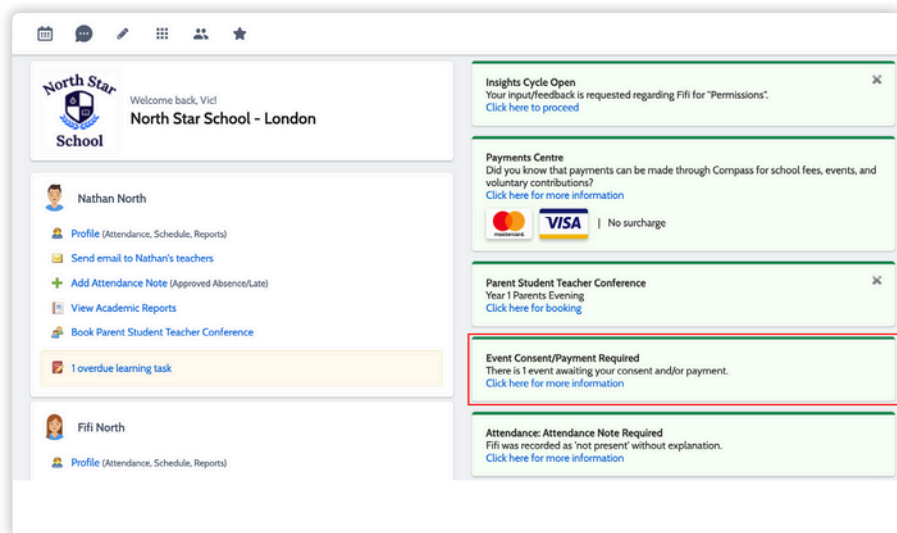 North Star
School
Welcome back, Vic!
North Star School - London
Nathan North
Profile (Attendance, Schedule, Reports)
Send email to Nathan's teachers
Add Attendance Note (Approved Absence/Late)
View Academic Reports
Book Parent Student Teacher Conference
1 overdue learning task
Fifi North
Profile (Attendance, Schedule, Reports)
Insights Cycle Open
Your input/feedback is requested regarding Fifi for "Permissions".
Click here to proceed
Payments Centre
Did you know that payments can be made through Compass for school fees, events, and
voluntary contributions?
Click here for more information
mastercard VISA | No surcharge
Parent Student Teacher Conference
Year 1 Parents Evening
Click here for booking
Event Consent/Payment Required
There is 1 event awaiting your consent and/or payment.
Click here for more information
Attendance: Attendance Note Required
Fifi was recorded as 'not present' without explanation.
Click here for more information